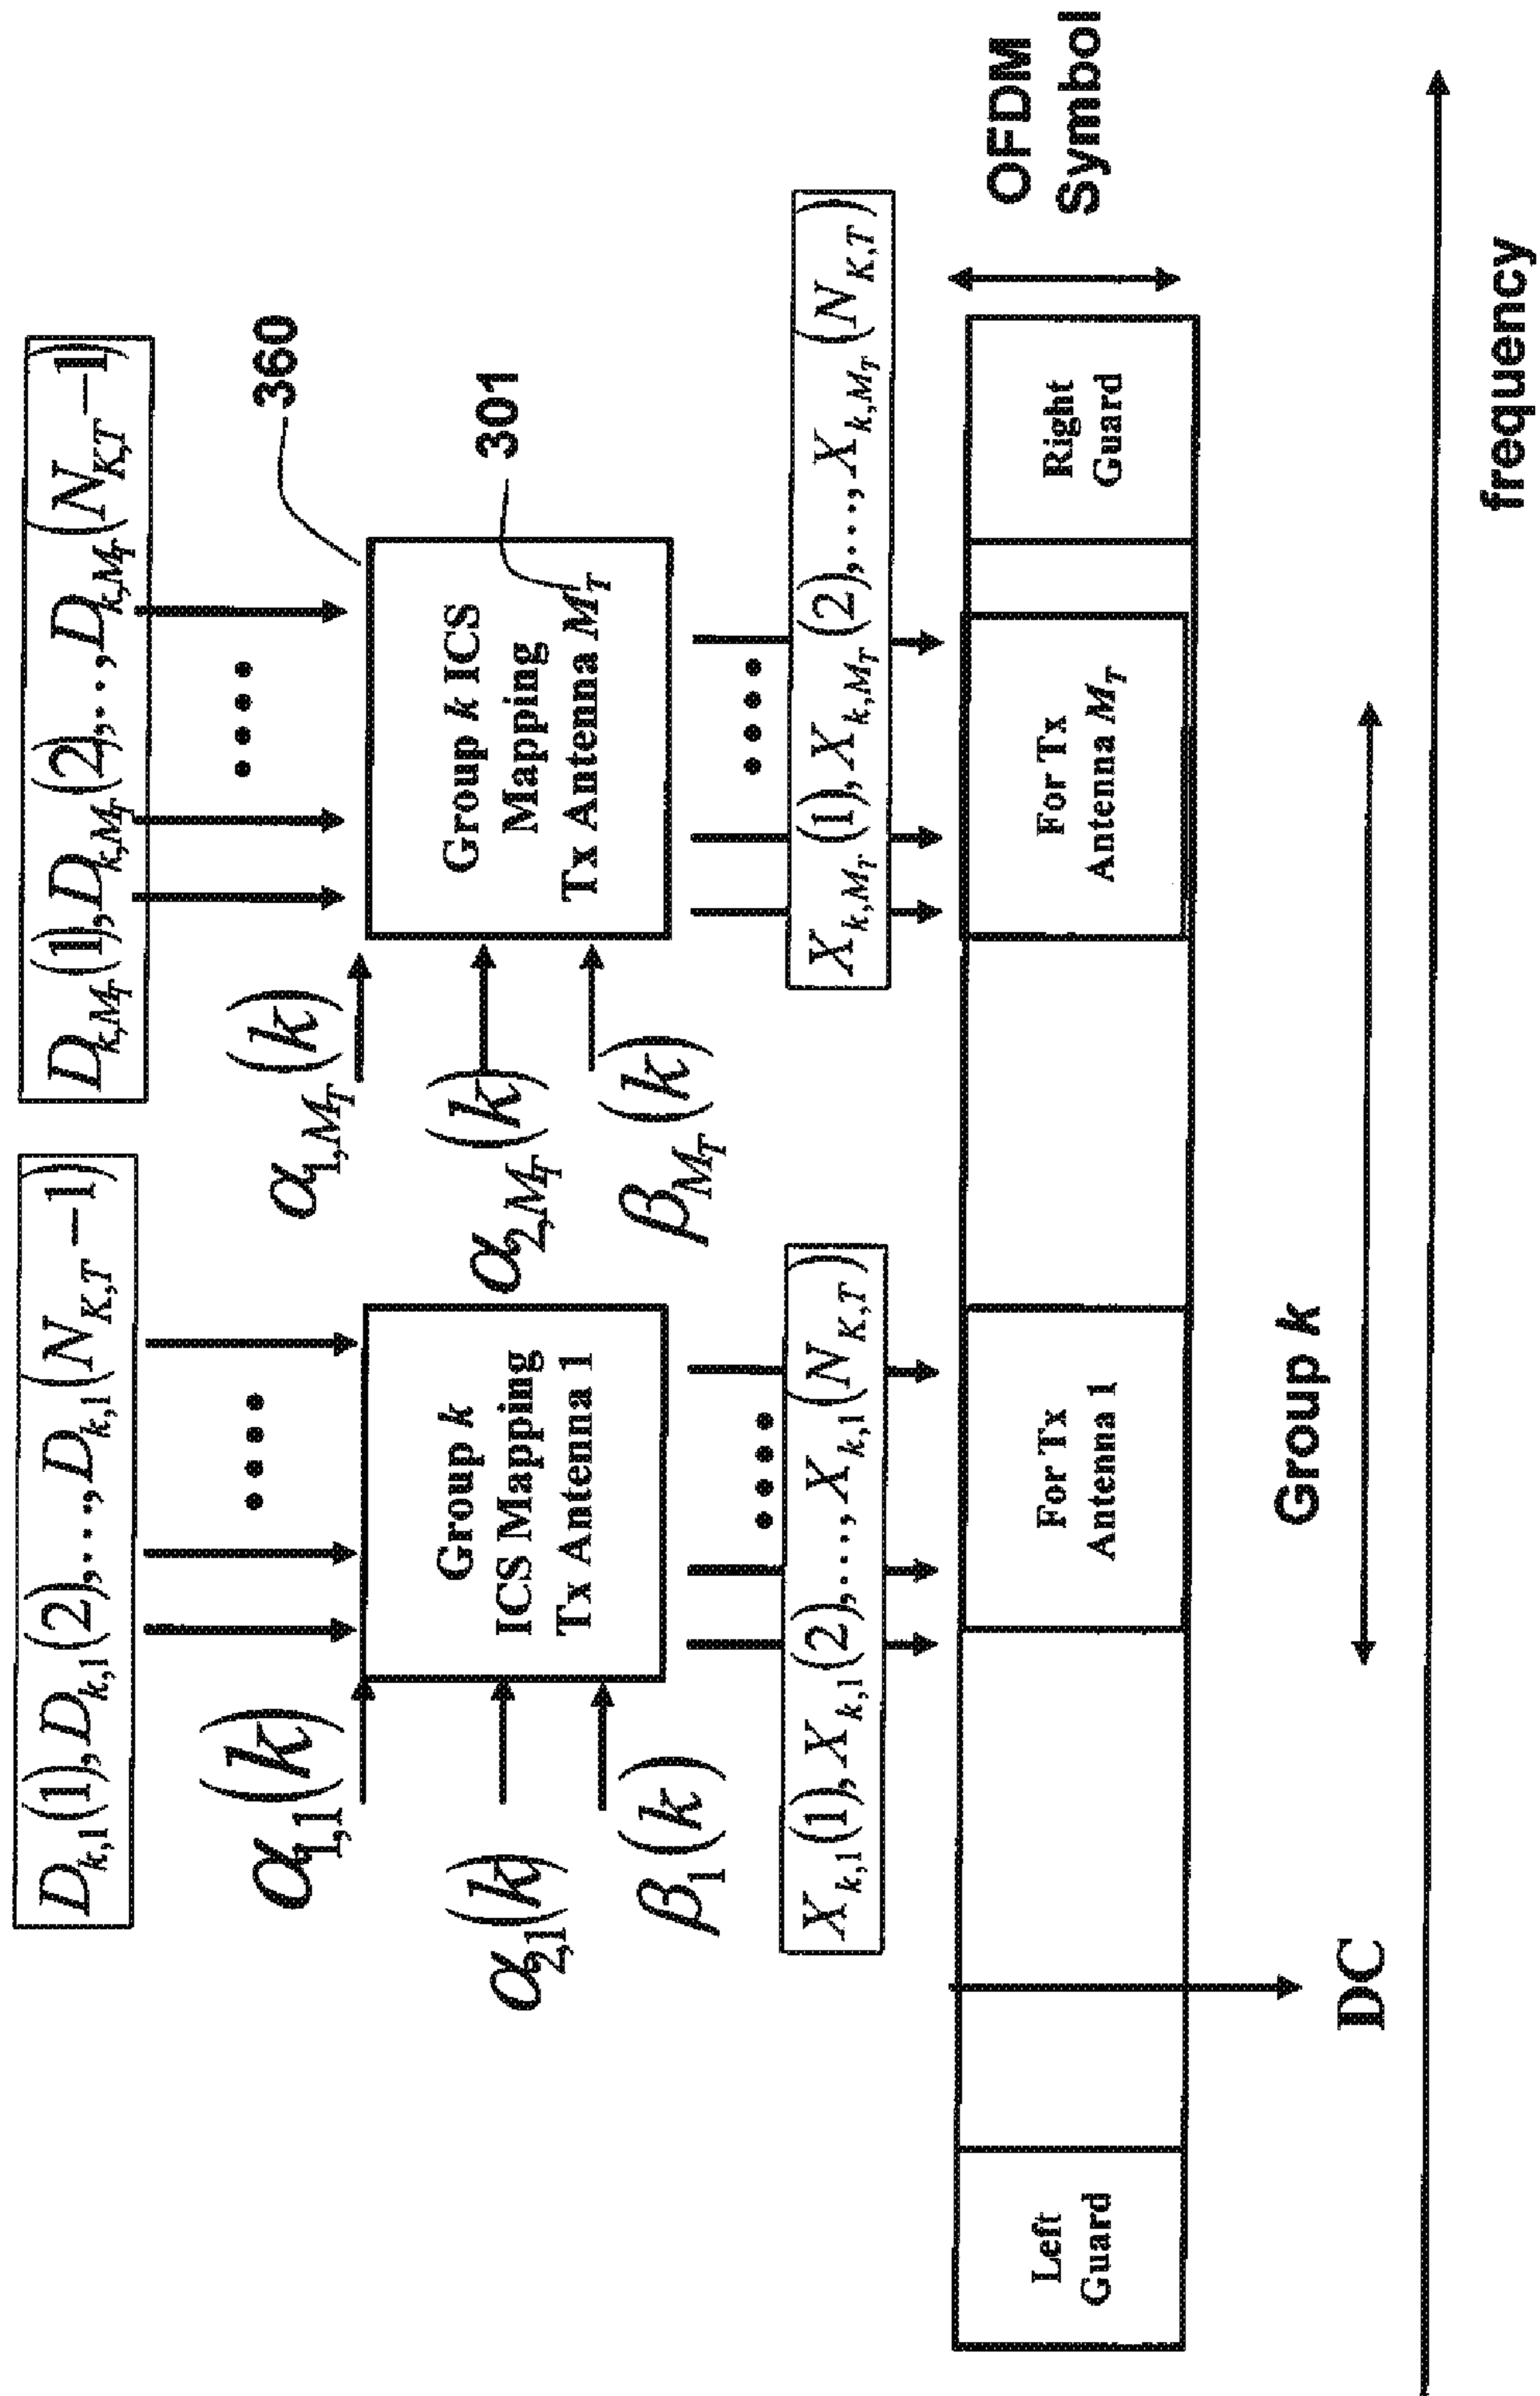 D_{k,1}(1), D_{k,1}(2),..., D_{k,1}(N_{K,T} −1)
D_{k,M_T}(1), D_{k,M_T}(2),..., D_{k,M_T}(N_{K,T} −1)
360
α_{1,1}(k)
α_{2,1}(k)
β_1(k)
Group k
ICS Mapping
Tx Antenna 1
α_{1,M_T}(k)
α_{2,M_T}(k)
β_{M_T}(k)
Group k ICS
Mapping
Tx Antenna M_T
301
X_{k,1}(1), X_{k,1}(2),..., X_{k,1}(N_{K,T})
X_{k,M_T}(1), X_{k,M_T}(2),..., X_{k,M_T}(N_{K,T})
OFDM
Symbol
Left
Guard
For Tx
Antenna 1
For Tx
Antenna M_T
Right
Guard
DC
Group k
frequency